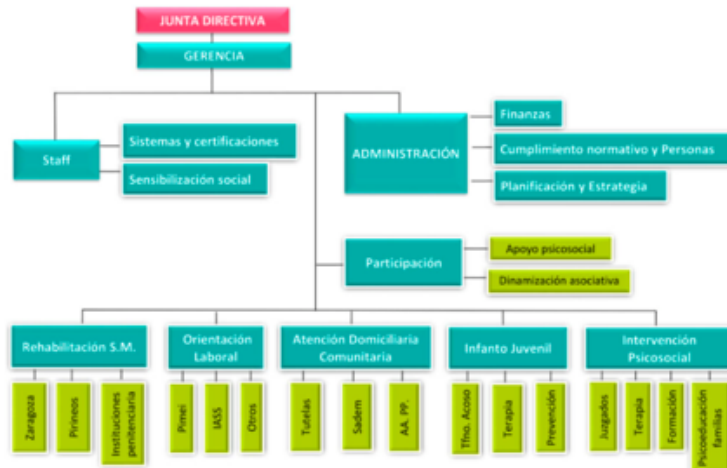 JUNTA DIRECTIVA
GERENCIA
Staff
Sistemas y certificaciones
Sensibilización social
ADMINISTRACIÓN
Finanzas
Cumplimiento normativo y Personas
Planificación y Estrategia
Participación
Apoyo psicosocial
Dinamización asociativa
Rehabilitación S.M.
Zaragoza
Pirineos
Instituciones
penitenciaria
Orientación
Laboral
Pimei
IASS
Otros
Atención Domiciliaria
Comunitaria
Tutelas
Sadem
AA. PP.
Infanto Juvenil
Tfno. Acoso
Terapia
Prevención
Intervención
Psicosocial
Juzgados
Terapia
Formación
Psicoeducación
familias